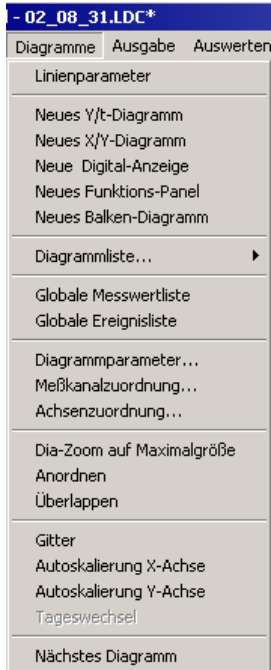 - 02_08_31.LDC*
Diagramme Ausgabe Auswerten
Linienparameter
Neues Y/t-Diagramm
Neues X/Y-Diagramm
Neue Digital-Anzeige
Neues Funktions-Panel
Neues Balken-Diagramm
Diagrammliste...
Globale Messwertliste
Globale Ereignisliste
Diagrammparameter...
Meßkanalzuordnung...
Achsenzuordnung...
Dia-Zoom auf Maximalgröße
Anordnen
Überlappen
Gitter
Autoskalierung X-Achse
Autoskalierung Y-Achse
Tageswechsel
Nächstes Diagramm